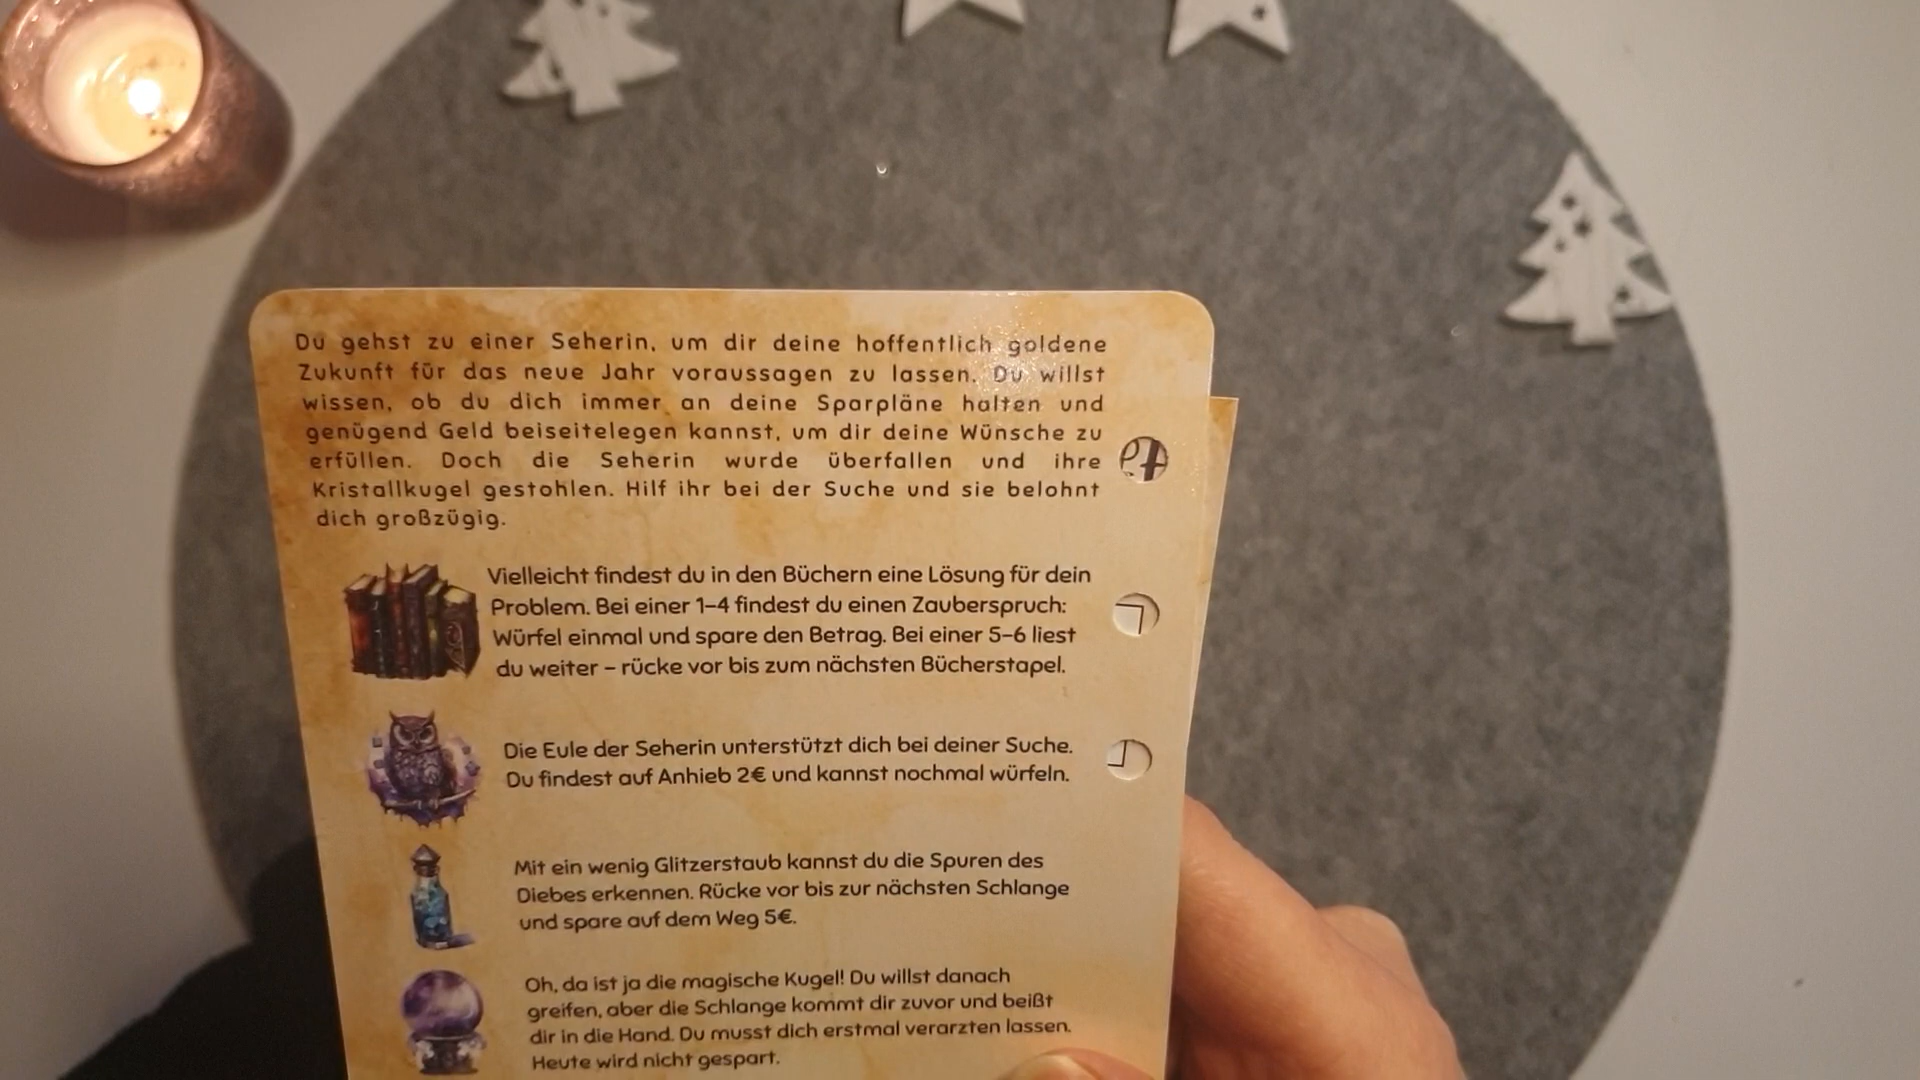 Du gehst zu einer Seherin, um dir deine hoffentlich goldene
Zukunft für das neue Jahr voraussagen zu lassen. Du willst
wissen, ob du dich immer an deine Sparpläne halten und
genügend Geld beiseitelegen kannst, um dir deine Wünsche zu
erfüllen. Doch die Seherin wurde überfallen und ihre
Kristallkugel gestohlen. Hilf ihr bei der Suche und sie belohnt
dich großzügig.
Vielleicht findest du in den Büchern eine Lösung für dein
Problem. Bei einer 1–4 findest du einen Zauberspruch:
Würfel einmal und spare den Betrag. Bei einer 5–6 liest
du weiter – rücke vor bis zum nächsten Bücherstapel.
Die Eule der Seherin unterstützt dich bei deiner Suche.
Du findest auf Anhieb 2€ und kannst nochmal würfeln.
Mit ein wenig Glitzerstaub kannst du die Spuren des
Diebes erkennen. Rücke vor bis zur nächsten Schlange
und spare auf dem Weg 5€.
Oh, da ist ja die magische Kugel! Du willst danach
greifen, aber die Schlange kommt dir zuvor und beißt
dir in die Hand. Du musst dich erstmal verarzten lassen.
Heute wird nicht gespart.